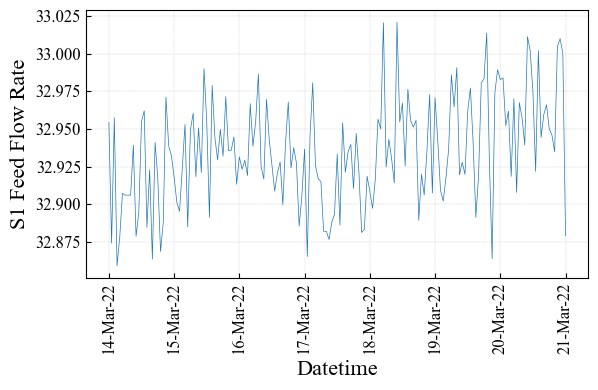 33.025
33.000
32.975
32.950
32.925
32.900
32.875
S1 Feed Flow Rate
14-Mar-22
15-Mar-22
16-Mar-22
17-Mar-22
18-Mar-22
19-Mar-22
20-Mar-22
21-Mar-22
Datetime